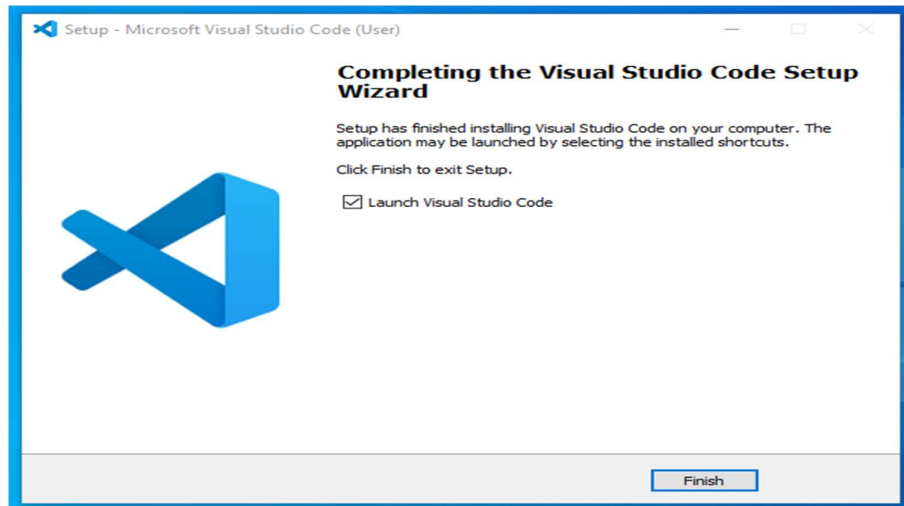 Setup - Microsoft Visual Studio Code (User)
Completing the Visual Studio Code Setup
Wizard
Setup has finished installing Visual Studio Code on your computer. The
application may be launched by selecting the installed shortcuts.
Click Finish to exit Setup.
Launch Visual Studio Code
Finish